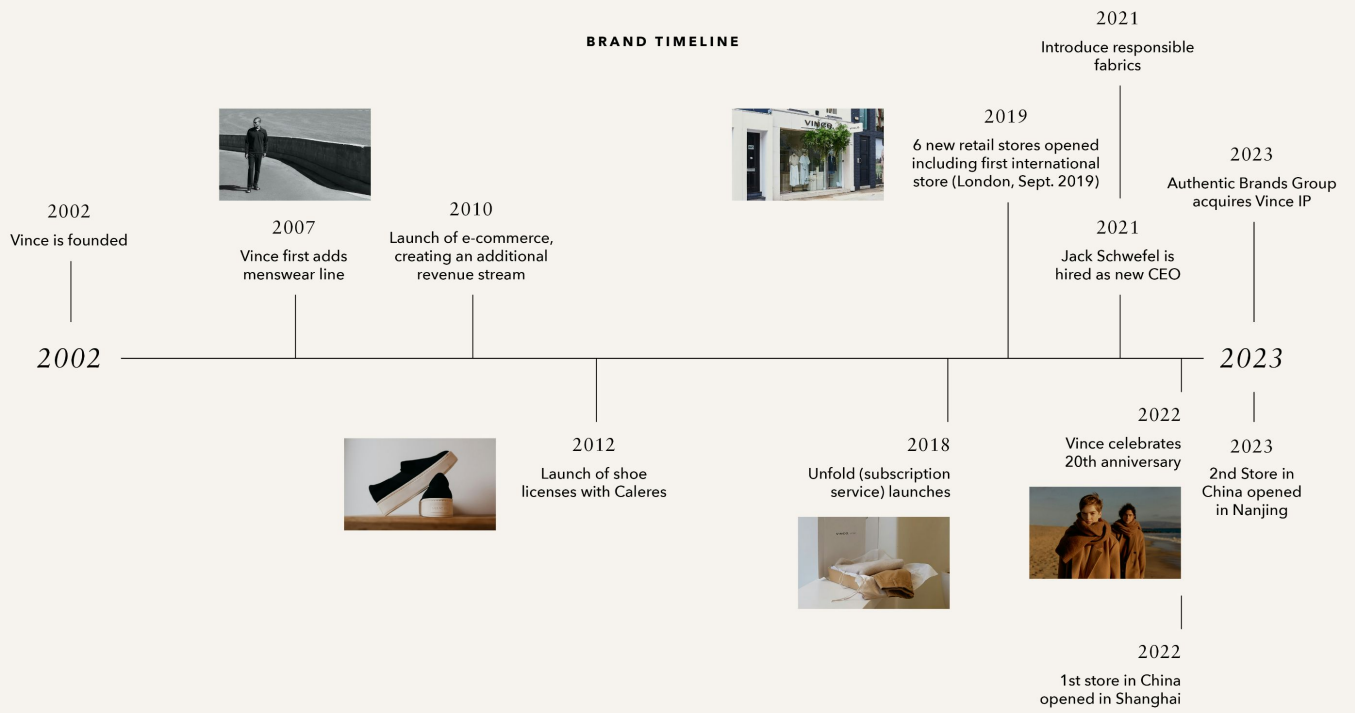 BRAND TIMELINE
2002
Vince is founded
2007
Vince first adds
menswear line
2010
Launch of e-commerce,
creating an additional
revenue stream
VINCE
2019
6 new retail stores opened
including first international
store (London, Sept. 2019)
2021
Introduce responsible
fabrics
2021
Jack Schwefel is
hired as new CEO
2023
Authentic Brands Group
acquires Vince IP
2002
2023
2012
Launch of shoe
licenses with Caleres
2018
Unfold (subscription
service) launches
2022
Vince celebrates
20th anniversary
2023
2nd Store in
China opened
in Nanjing
2022
1st store in China
opened in Shanghai